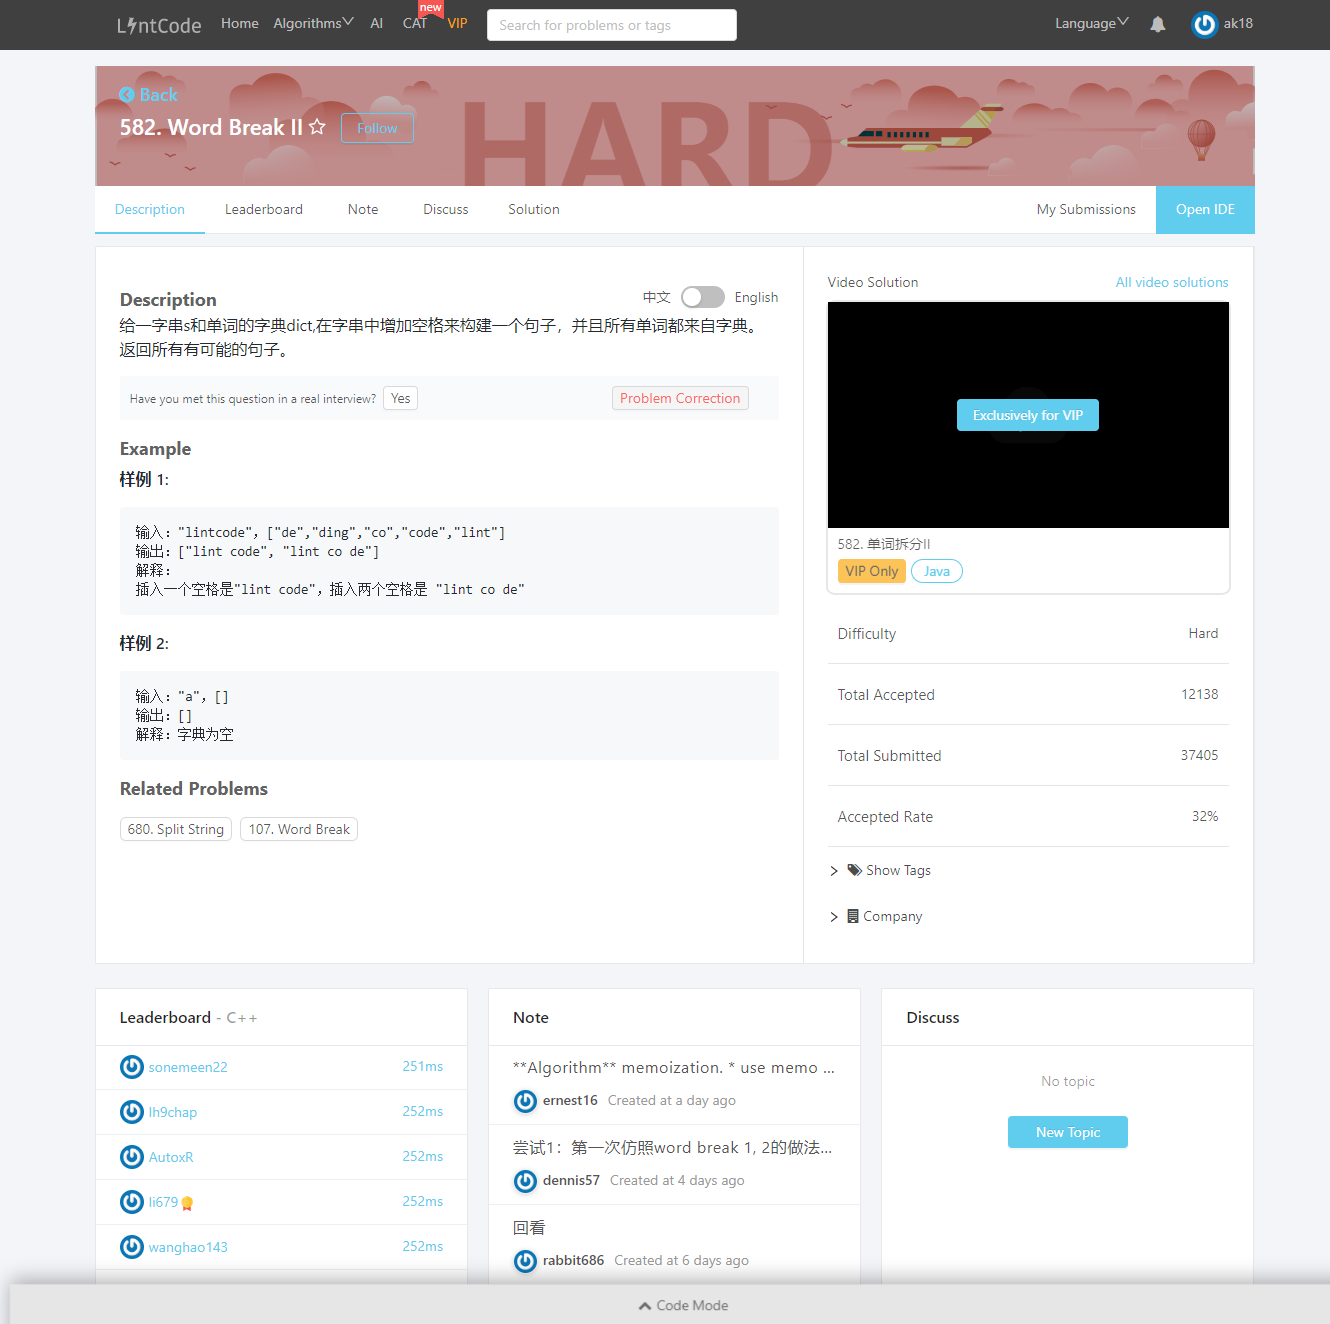 LintCode
Home
Algorithms
AI
CAT
new
VIP
Search for problems or tags
Language
ak18
Back
582. Word Break II
Follow
HARD
Description
Leaderboard
Note
Discuss
Solution
My Submissions
Open IDE
Description
中文
English
给一字串s和单词的字典dict,在字串中增加空格来构建一个句子，并且所有单词都来自字典。
返回所有有可能的句子。
Have you met this question in a real interview?
Yes
Problem Correction
Example
样例 1:
输入："lintcode"，["de","ding","co","code","lint"]
输出：["lint code", "lint co de"]
解释：
插入一个空格是"lint code"，插入两个空格是 "lint co de"
样例 2:
输入："a"，[]
输出：[]
解释：字典为空
Related Problems
680. Split String
107. Word Break
Video Solution
All video solutions
Exclusively for VIP
582. 单词拆分II
VIP Only
Java
Difficulty
Hard
Total Accepted
12138
Total Submitted
37405
Accepted Rate
32%
Show Tags
Company
Leaderboard - C++
sonemeen22
251ms
lh9chap
252ms
AutoxR
252ms
li679
252ms
wanghao143
252ms
Note
**Algorithm** memoization. * use memo ...
ernest16
Created at a day ago
尝试1：第一次仿照word break 1, 2的做法...
dennis57
Created at 4 days ago
回看
rabbit686
Created at 6 days ago
Discuss
No topic
New Topic
Code Mode